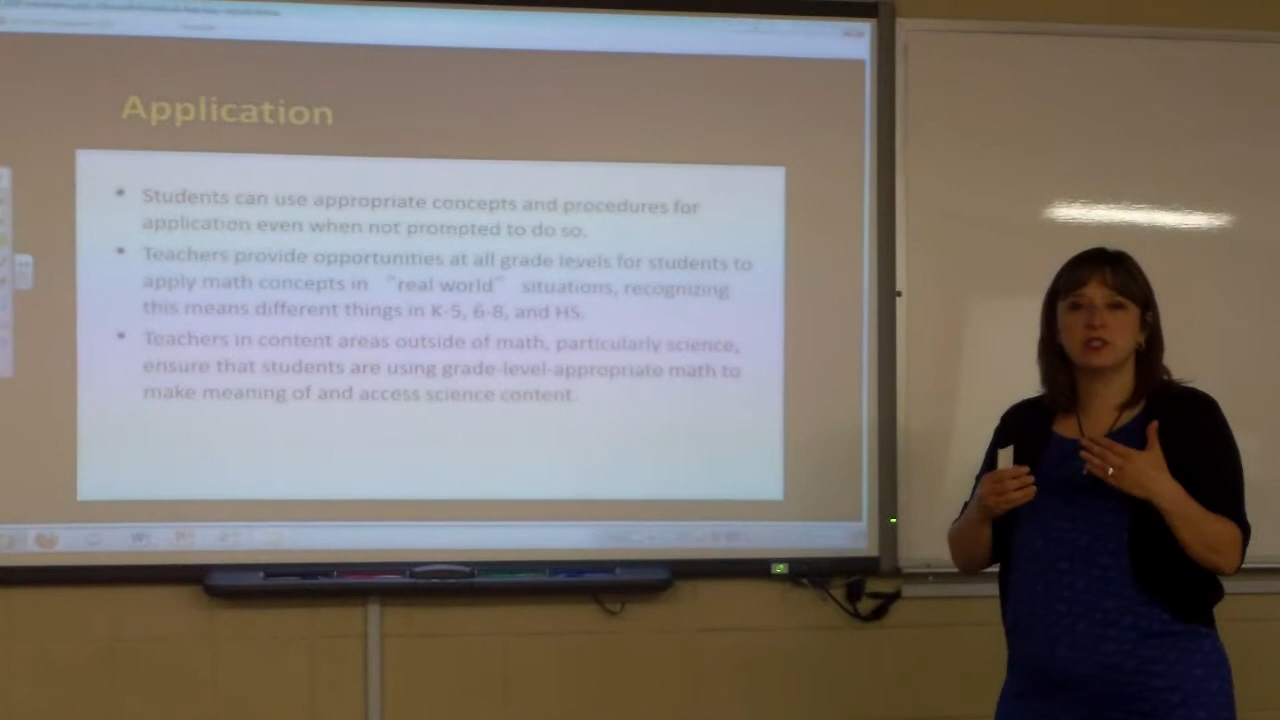 Application
• Students can use appropriate concepts and procedures for
application even when not prompted to do so.
• Teachers provide opportunities at all grade levels for students to
apply math concepts in "real world" situations, recognizing
this means different things in K-5, 6-8, and HS.
• Teachers in content areas outside of math, particularly science,
ensure that students are using grade-level-appropriate math to
make meaning of and access science content.